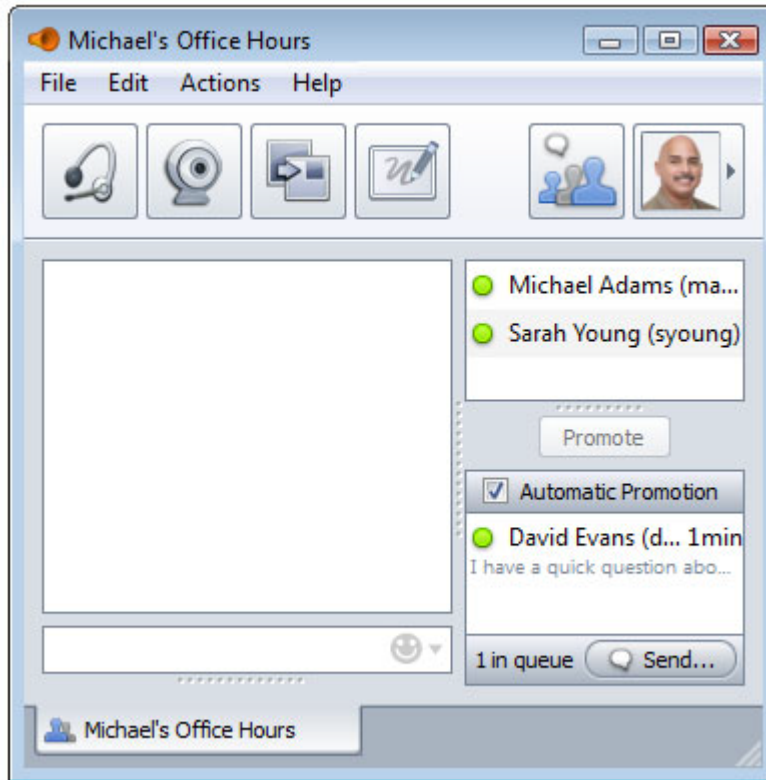 Michael's Office Hours
File Edit Actions Help
Michael Adams (ma...
Sarah Young (syoung)
Promote
Automatic Promotion
David Evans (d... 1min
I have a quick question abo...
1 in queue Send...
Michael's Office Hours